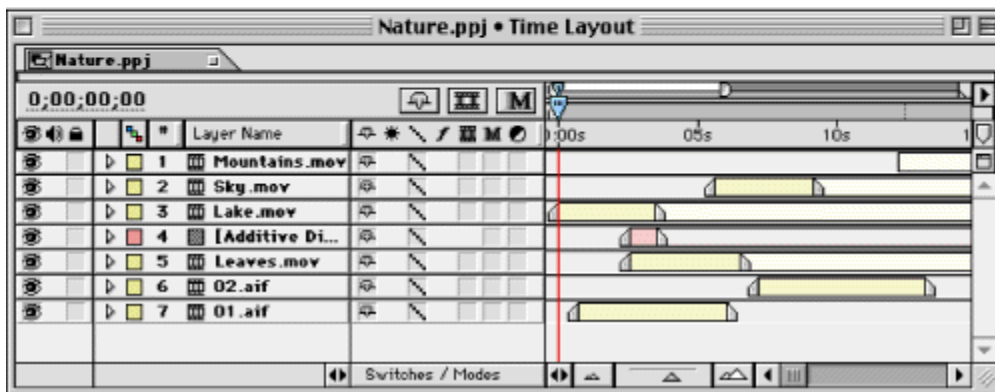 Nature.ppj • Time Layout
Nature.ppj
0;00;00;00
M
# Layer Name M 0:00s 05s 10s 1
1 Mountains.mov
2 Sky.mov
3 Lake.mov
4 [Additive Di...
5 Leaves.mov
6 02.aif
7 01.aif
Switches / Modes